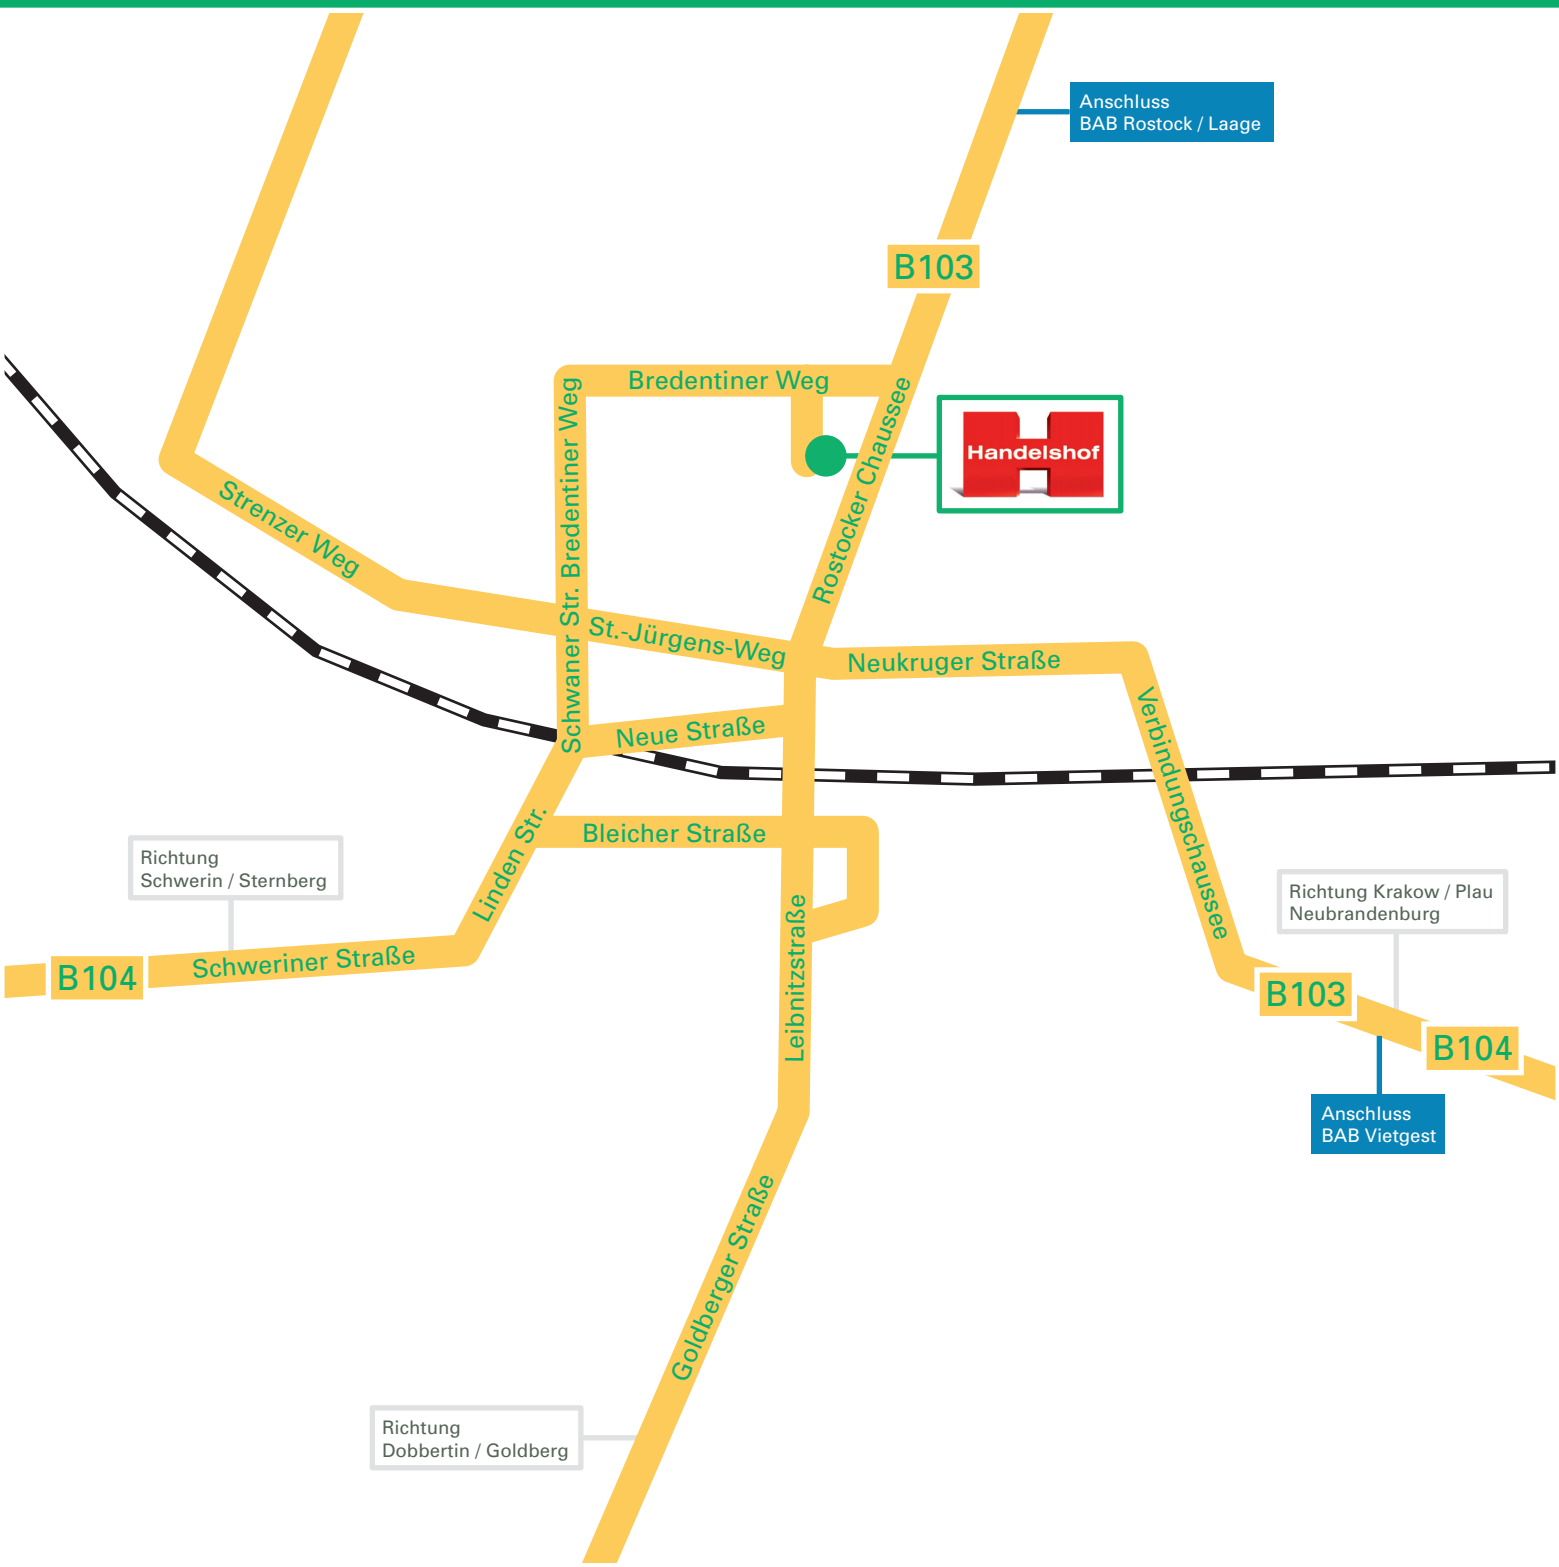 Anschluss
BAB Rostock / Laage
B103
Bredentiner Weg
Rostocker Chaussee
Handelshof
Schwaner Str. Bredentiner Weg
Strenzer Weg
St.-Jürgens-Weg
Neukruger Straße
Neue Straße
Verbindungschaussee
Linden Str.
Bleicher Straße
Richtung
Schwerin / Sternberg
Richtung Krakow / Plau
Neubrandenburg
Leibnitzstraße
B104
Schweriner Straße
B103
B104
Anschluss
BAB Vietgest
Goldberger Straße
Richtung
Dobbertin / Goldberg